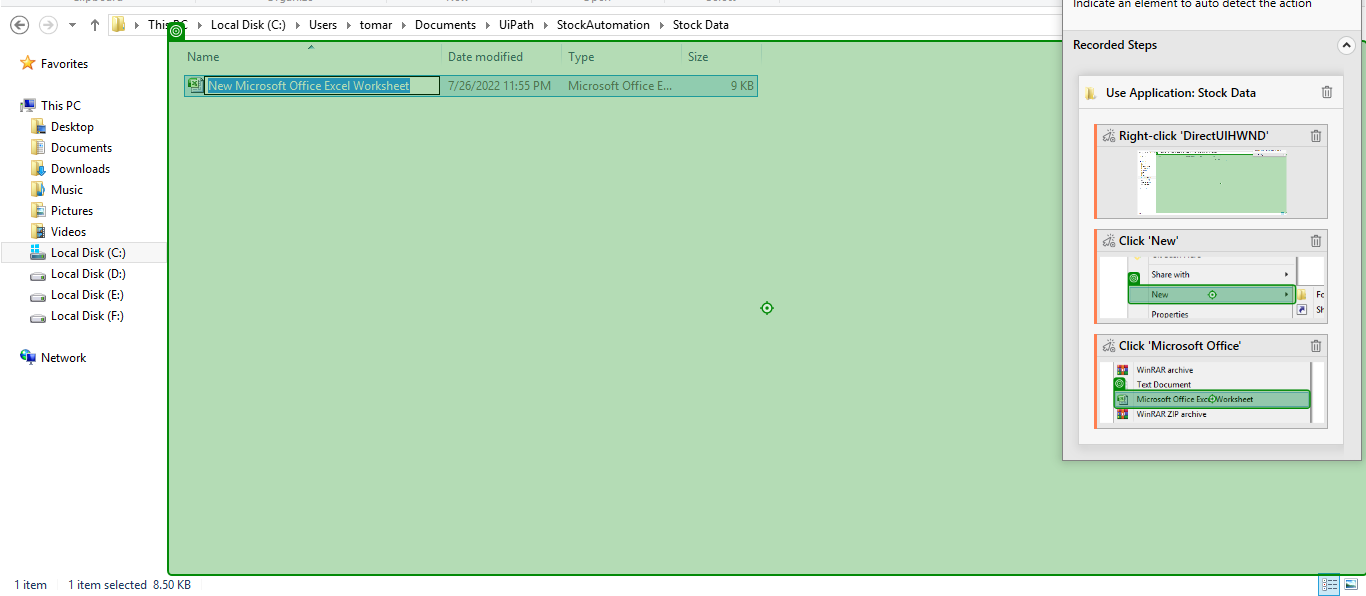 Indicate an element to auto detect the action
This PC Local Disk (C:) Users tomar Documents UiPath StockAutomation Stock Data
Name Date modified Type Size
New Microsoft Office Excel Worksheet 7/26/2022 11:55 PM Microsoft Office E... 9 KB
Favorites
This PC
Desktop
Documents
Downloads
Music
Pictures
Videos
Local Disk (C:)
Local Disk (D:)
Local Disk (E:)
Local Disk (F:)
Network
1 item 1 item selected 8.50 KB
Recorded Steps
Use Application: Stock Data
Right-click 'DirectUIHWND'
Click 'New'
Share with
New
Fo
Sh
Properties
Click 'Microsoft Office'
WinRAR archive
Text Document
Microsoft Office Excel Worksheet
WinRAR ZIP archive